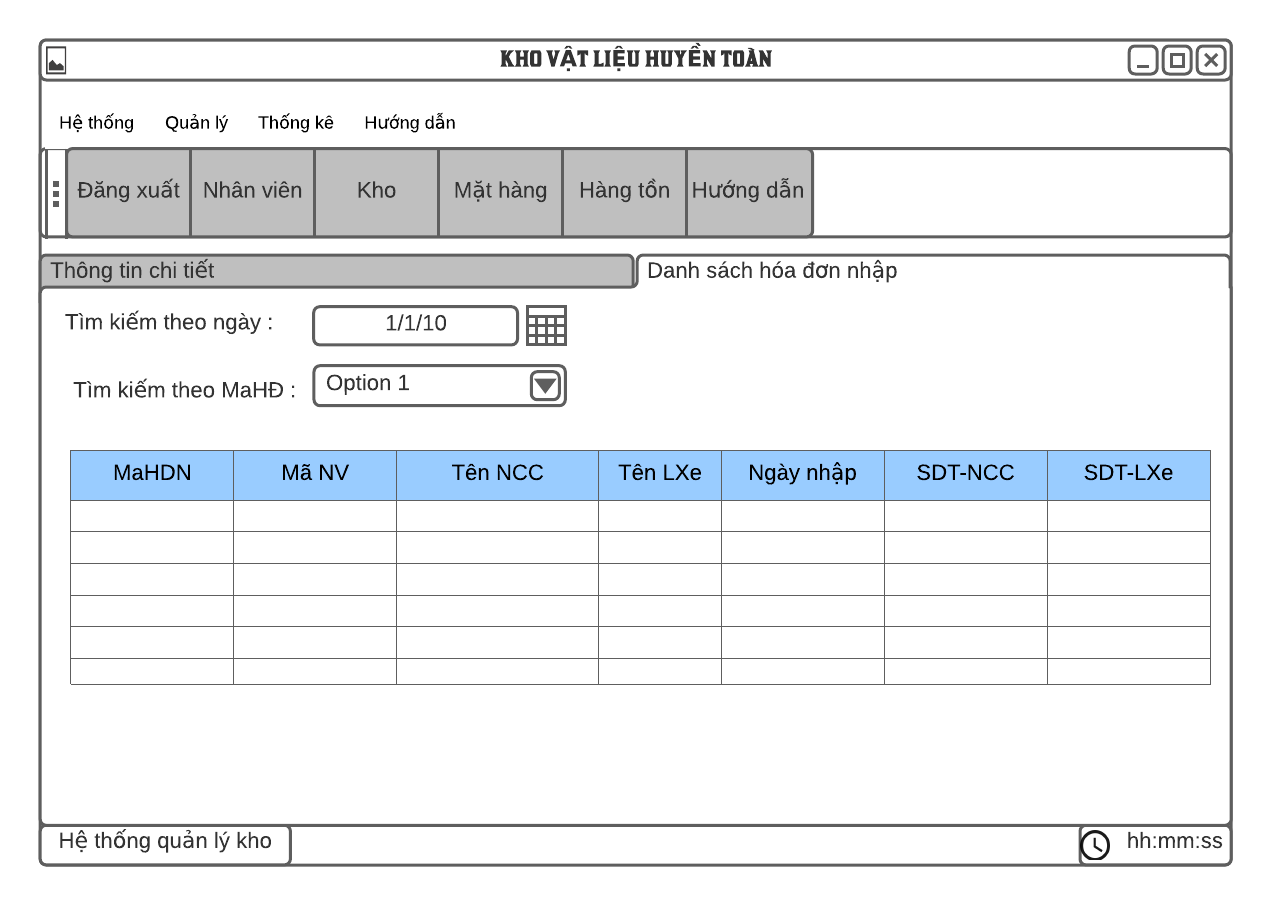 KHO VẬT LIỆU HUYỀN TOÀN
Hệ thống Quản lý Thống kê Hướng dẫn
Đăng xuất Nhân viên Kho Mặt hàng Hàng tồn Hướng dẫn
Thông tin chi tiết Danh sách hóa đơn nhập
Tìm kiếm theo ngày : 1/1/10
Tìm kiếm theo MaHĐ : Option 1
MaHDN Mã NV Tên NCC Tên LXe Ngày nhập SDT-NCC SDT-LXe
Hệ thống quản lý kho hh:mm:ss